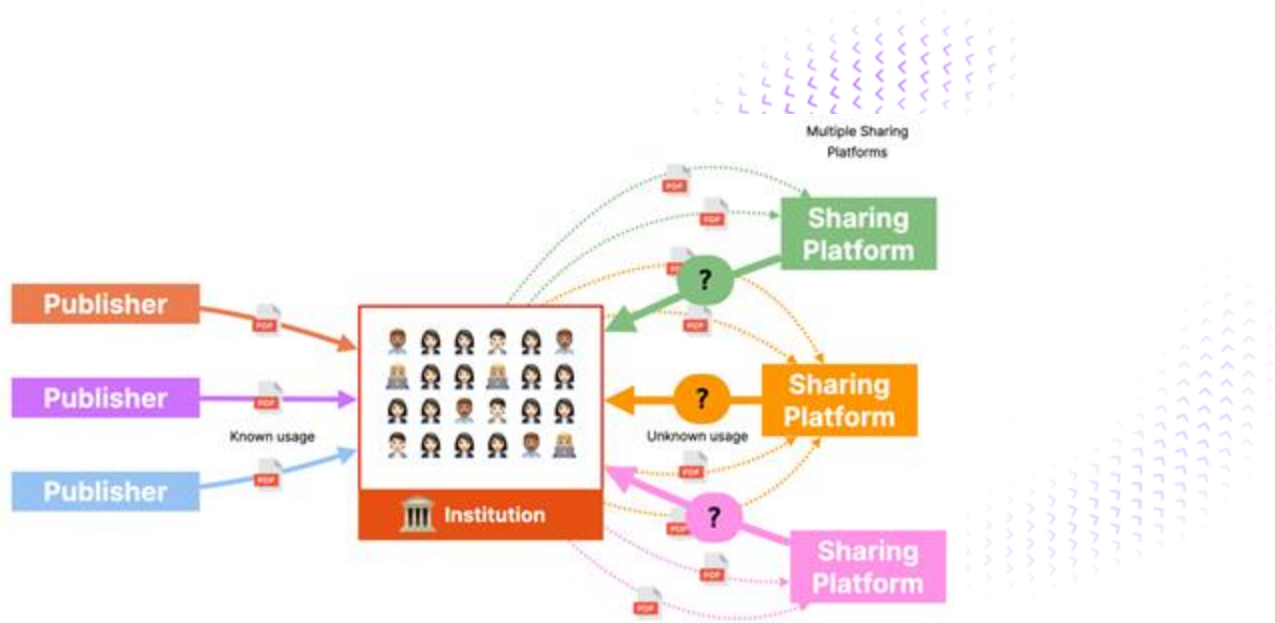 Multiple Sharing
Platforms
PDF
PDF
Sharing
Platform
PDF
?
Publisher
PDF
PDF
Publisher
PDF
Known usage
?
Sharing
Platform
Unknown usage
Publisher
PDF
PDF
Institution
PDF
?
Sharing
Platform
PDF
PDF